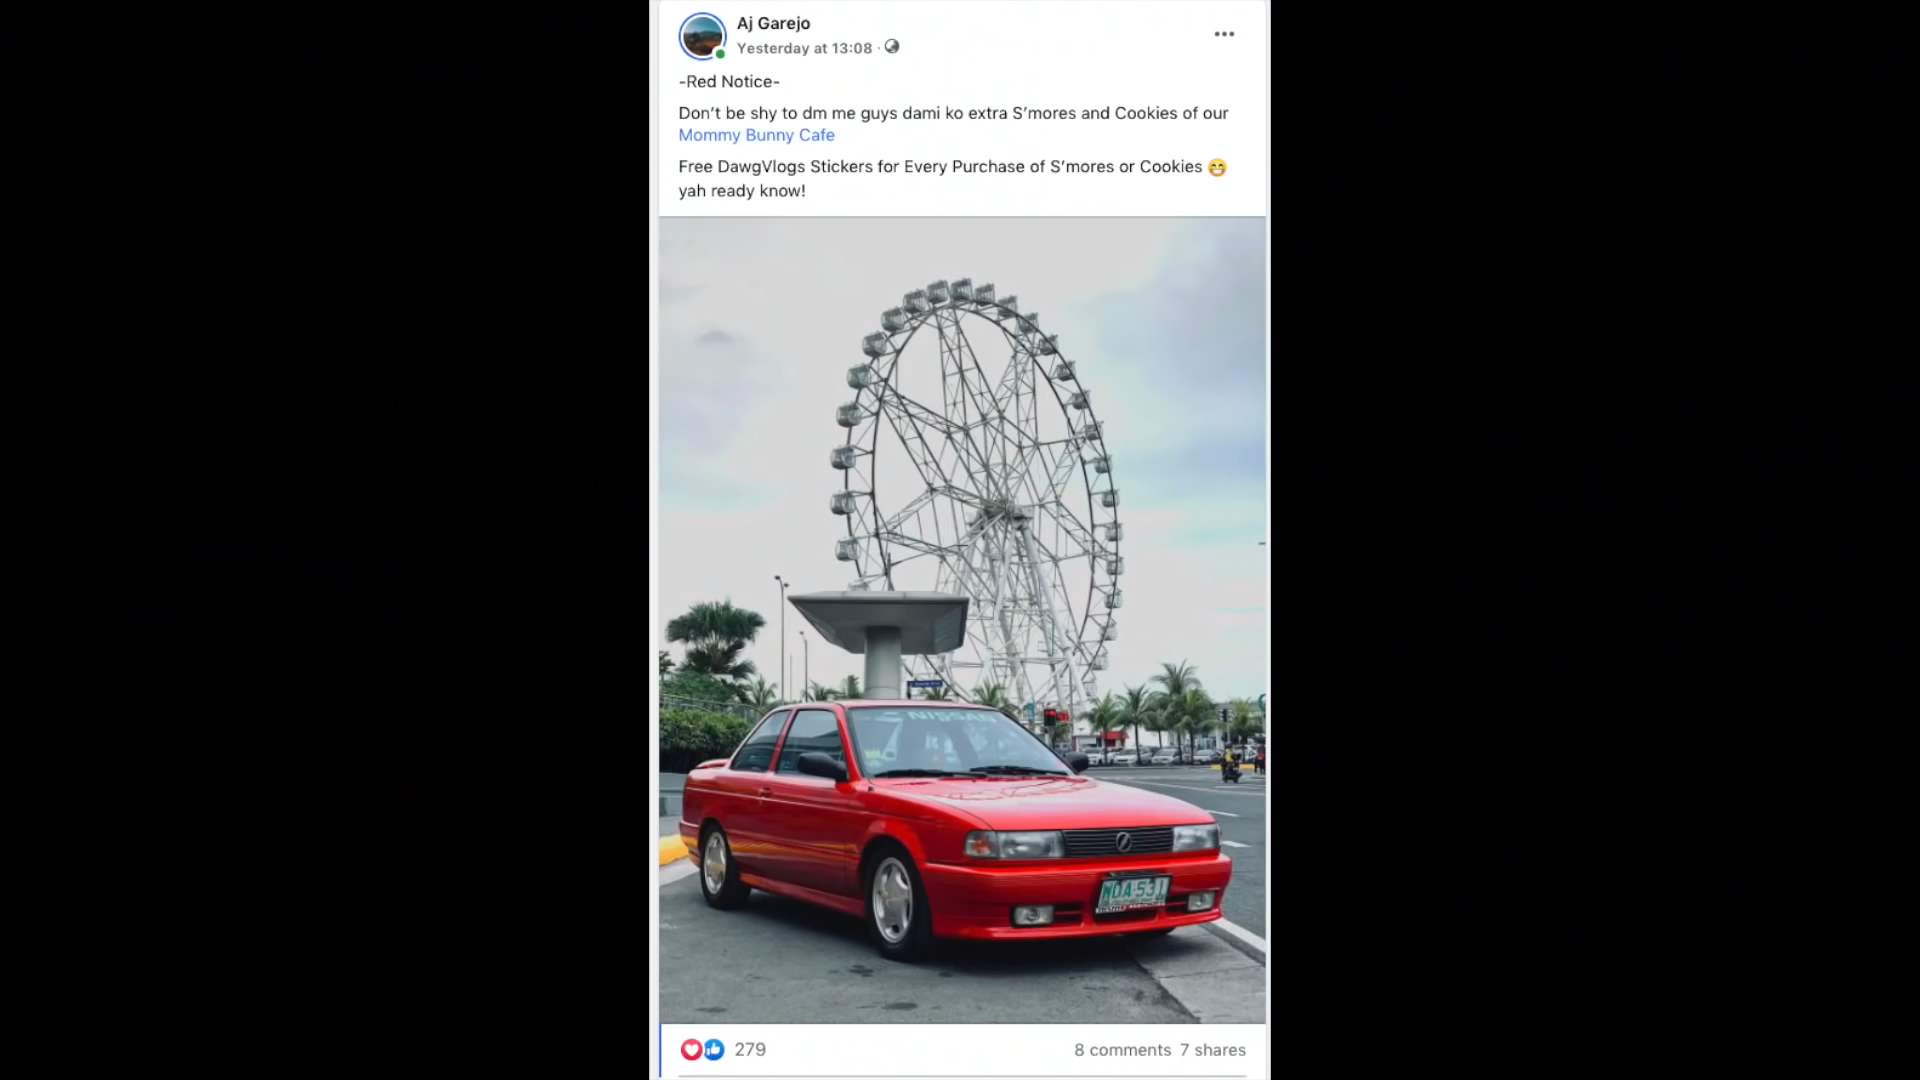 Aj Garejo
Yesterday at 13:08 ·
-Red Notice-
Don't be shy to dm me guys dami ko extra S'mores and Cookies of our
Mommy Bunny Cafe
Free DawgVlogs Stickers for Every Purchase of S'mores or Cookies 😁
yah ready know!
NISSAN
279
8 comments 7 shares